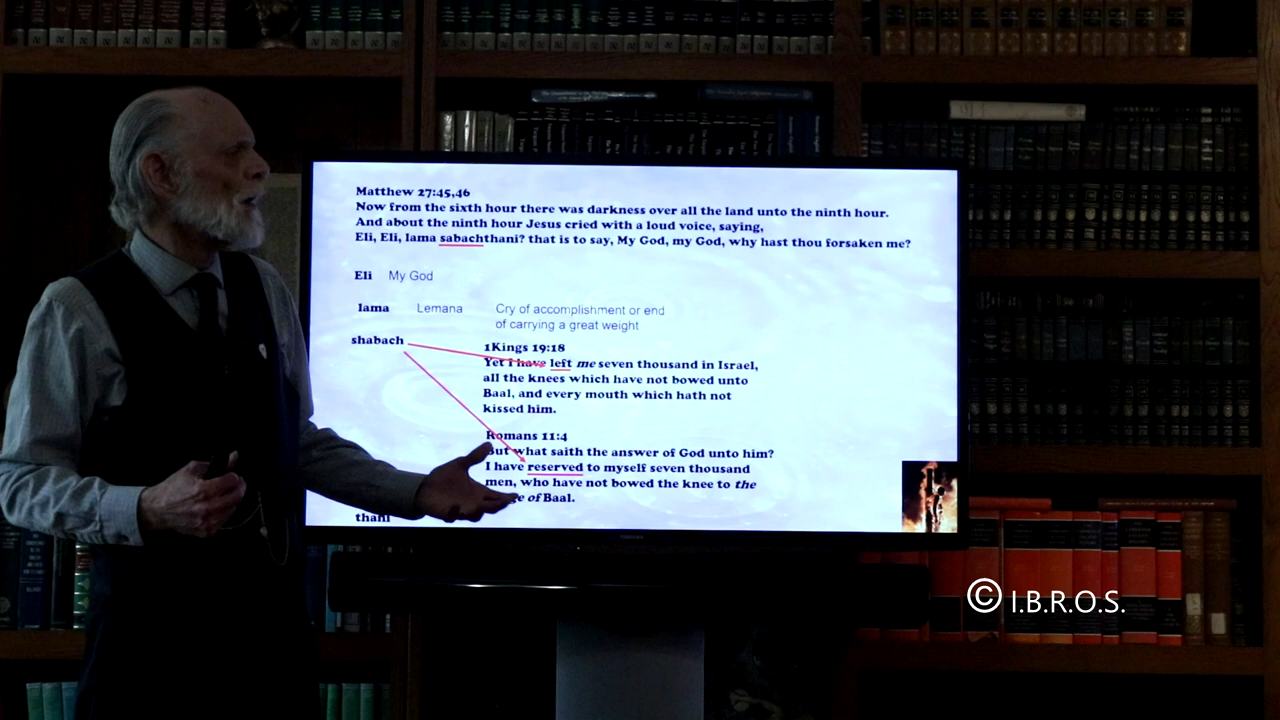 Matthew 27:45,46
Now from the sixth hour there was darkness over all the land unto the ninth hour.
And about the ninth hour Jesus cried with a loud voice, saying,
Eli, Eli, lama sabachthani? that is to say, My God, my God, why hast thou forsaken me?
Eli My God
lama Lemana Cry of accomplishment or end
of carrying a great weight
shabach
1Kings 19:18
Yet I have left me seven thousand in Israel,
all the knees which have not bowed unto
Baal, and every mouth which hath not
kissed him.
Romans 11:4
But what saith the answer of God unto him?
I have reserved to myself seven thousand
men, who have not bowed the knee to the
of Baal.
thani
© I.B.R.O.S.